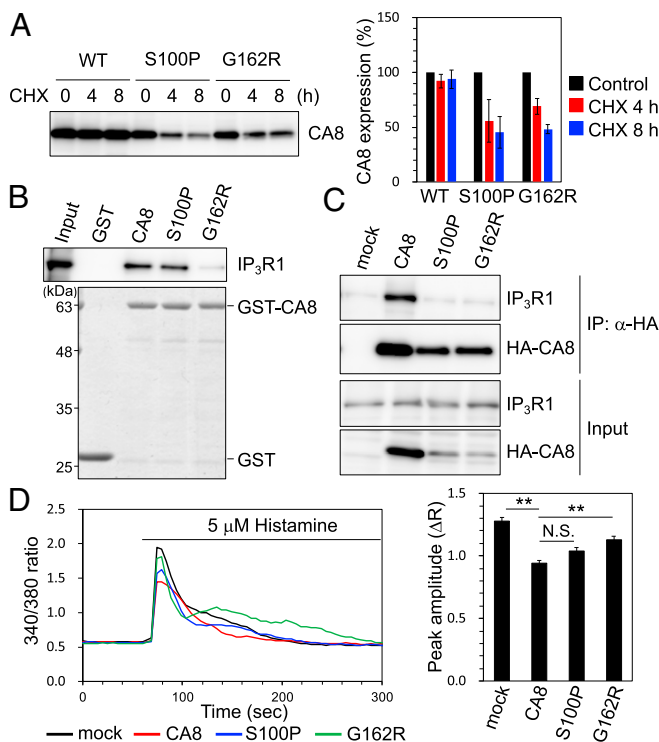 A
WT S100P G162R
CHX 0 4 8 0 4 8 0 4 8 (h)
CA8
CA8 expression (%)
150
100
50
0
WT S100P G162R
Control
CHX 4 h
CHX 8 h
B
Input GST CA8 S100P G162R
IP3R1
(kDa)
63
48
35
25
GST-CA8
GST
C
mock CA8 S100P G162R
IP3R1
HA-CA8
IP: α-HA
IP3R1
HA-CA8
Input
D
340/380 ratio
2.5
2.0
1.5
1.0
0.5
0.0
5 μM Histamine
0 100 200 300
Time (sec)
mock CA8 S100P G162R
Peak amplitude (ΔR)
1.5
1.0
0.5
0.0
** **
N.S.
mock CA8 S100P G162R